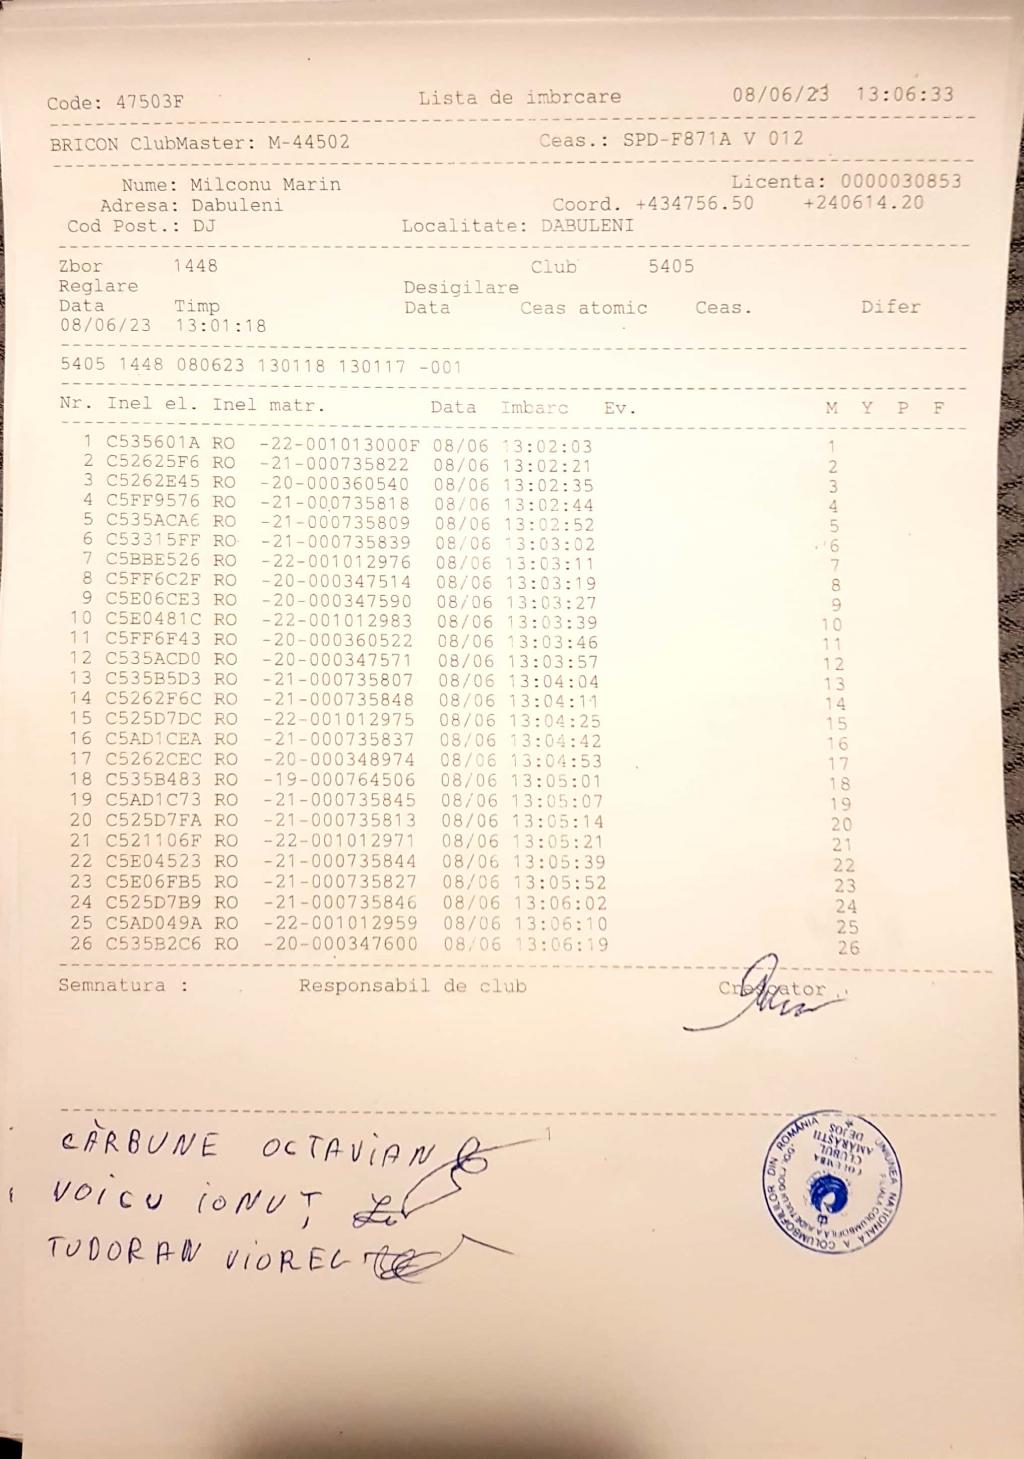 Code: 47503F Lista de imbrcare 08/06/23 13:06:33
BRICON ClubMaster: M-44502 Ceas.: SPD-F871A V 012
Nume: Milconu Marin Licenta: 0000030853
Adresa: Dabuleni Coord. +434756.50 +240614.20
Cod Post.: DJ Localitate: DABULENI
Zbor 1448 Club 5405
Reglare Desigilare
Data Timp Data Ceas atomic Ceas. Difer
08/06/23 13:01:18
5405 1448 080623 130118 130117 -001
Nr. Inel el. Inel matr. Data Imbarc Ev. M Y P F
1 C535601A RO -22-001013000F 08/06 13:02:03 1
2 C52625F6 RO -21-000735822 08/06 13:02:21 2
3 C5262E45 RO -20-000360540 08/06 13:02:35 3
4 C5FF9576 RO -21-000735818 08/06 13:02:44 4
5 C535ACA6 RO -21-000735809 08/06 13:02:52 5
6 C53315FF RO -21-000735839 08/06 13:03:02 6
7 C5BBE526 RO -22-001012976 08/06 13:03:11 7
8 C5FF6C2F RO -20-000347514 08/06 13:03:19 8
9 C5E06CE3 RO -20-000347590 08/06 13:03:27 9
10 C5E0481C RO -22-001012983 08/06 13:03:39 10
11 C5FF6F43 RO -20-000360522 08/06 13:03:46 11
12 C535ACD0 RO -20-000347571 08/06 13:03:57 12
13 C535B5D3 RO -21-000735807 08/06 13:04:04 13
14 C5262F6C RO -21-000735848 08/06 13:04:11 14
15 C525D7DC RO -22-001012975 08/06 13:04:25 15
16 C5AD1CEA RO -21-000735837 08/06 13:04:42 16
17 C5262CEC RO -20-000348974 08/06 13:04:53 17
18 C535B483 RO -19-000764506 08/06 13:05:01 18
19 C5AD1C73 RO -21-000735845 08/06 13:05:07 19
20 C525D7FA RO -21-000735813 08/06 13:05:14 20
21 C521106F RO -22-001012971 08/06 13:05:21 21
22 C5E04523 RO -21-000735844 08/06 13:05:39 22
23 C5E06FB5 RO -21-000735827 08/06 13:05:52 23
24 C525D7B9 RO -21-000735846 08/06 13:06:02 24
25 C5AD049A RO -22-001012959 08/06 13:06:10 25
26 C535B2C6 RO -20-000347600 08/06 13:06:19 26
Semnatura : Responsabil de club Crescator
1
CĂRBUNE OCTAVIAN
VOICU IONUȚ
TUDORAN VIOREL
UNIUNEA NATIONALA A COLUMBOFILILOR DIN ROMÂNIA
FILIALA COLUMBOFILA A JUDETULUI DOLJ
COLUMBA
CLUBUL
AMĂRĂȘTII
DE JOS